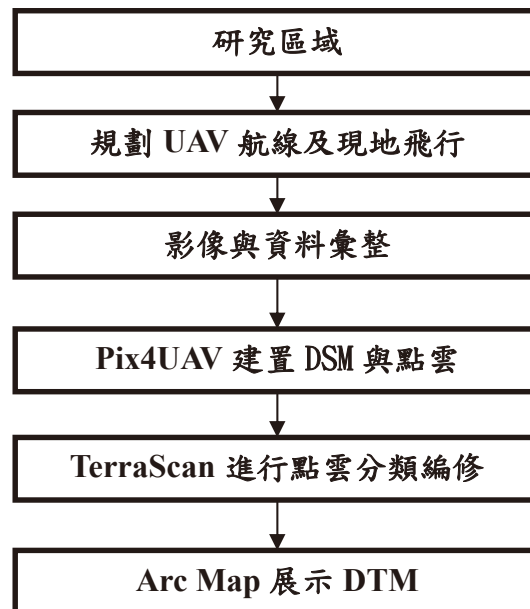 研究區域
規劃 UAV 航線及現地飛行
影像與資料彙整
Pix4UAV 建置 DSM 與點雲
TerraScan 進行點雲分類編修
Arc Map 展示 DTM